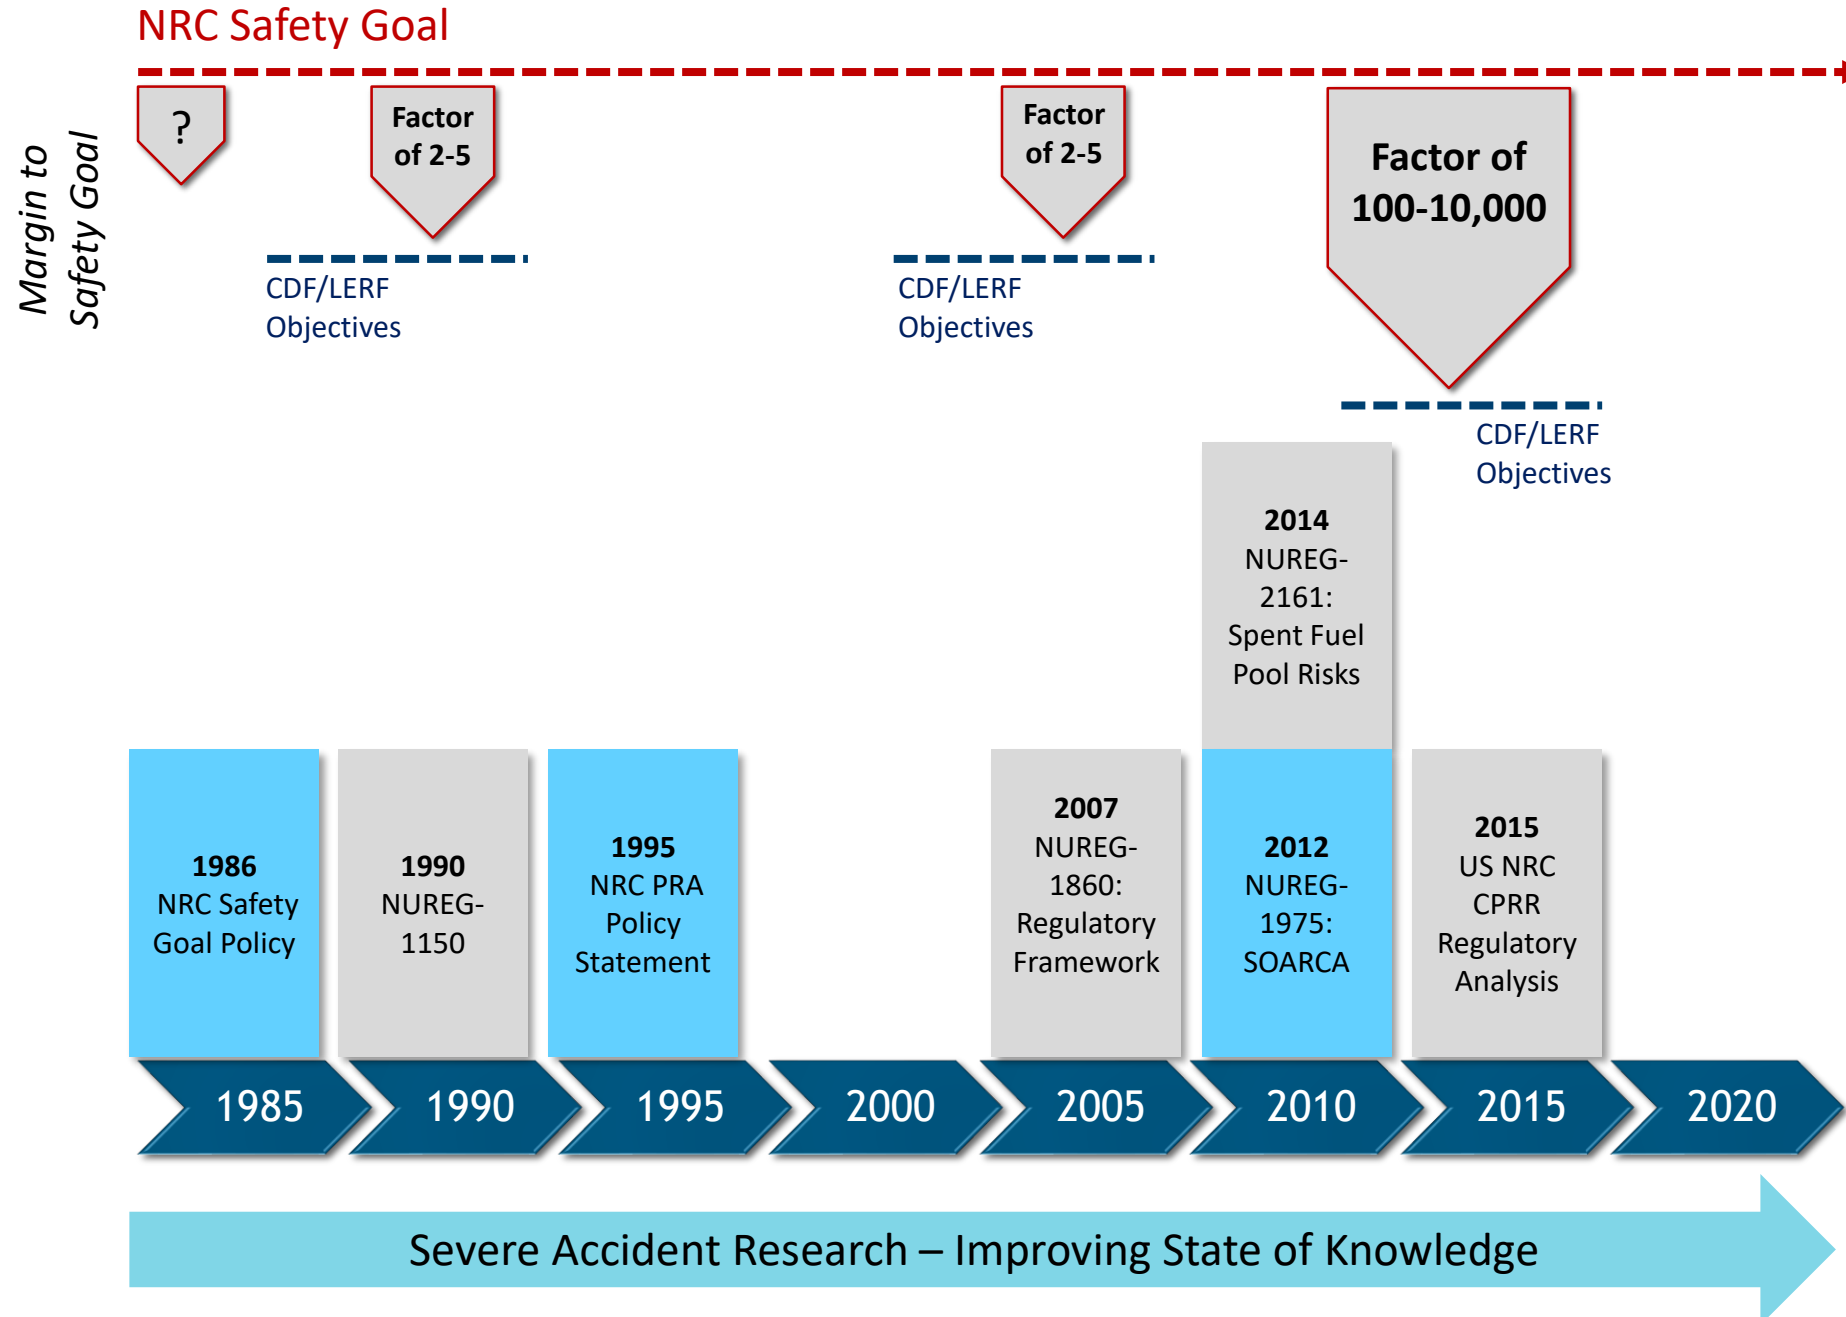 NRC Safety Goal
Margin to
Safety Goal
?
Factor
of 2-5
Factor
of 2-5
Factor of
100-10,000
CDF/LERF
Objectives
CDF/LERF
Objectives
CDF/LERF
Objectives
2014
NUREG-
2161:
Spent Fuel
Pool Risks
1986
NRC Safety
Goal Policy
1990
NUREG-
1150
1995
NRC PRA
Policy
Statement
2007
NUREG-
1860:
Regulatory
Framework
2012
NUREG-
1975:
SOARCA
2015
US NRC
CPRR
Regulatory
Analysis
1985
1990
1995
2000
2005
2010
2015
2020
Severe Accident Research – Improving State of Knowledge